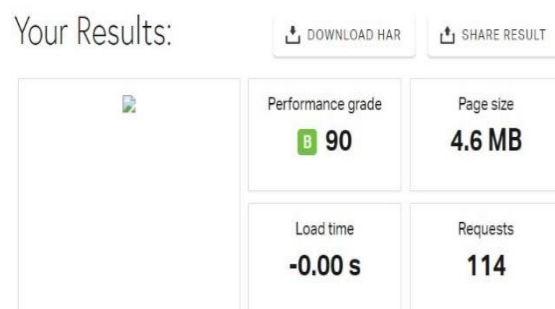 Your Results:
DOWNLOAD HAR
SHARE RESULT
Performance grade
B 90
Page size
4.6 MB
Load time
-0.00 s
Requests
114